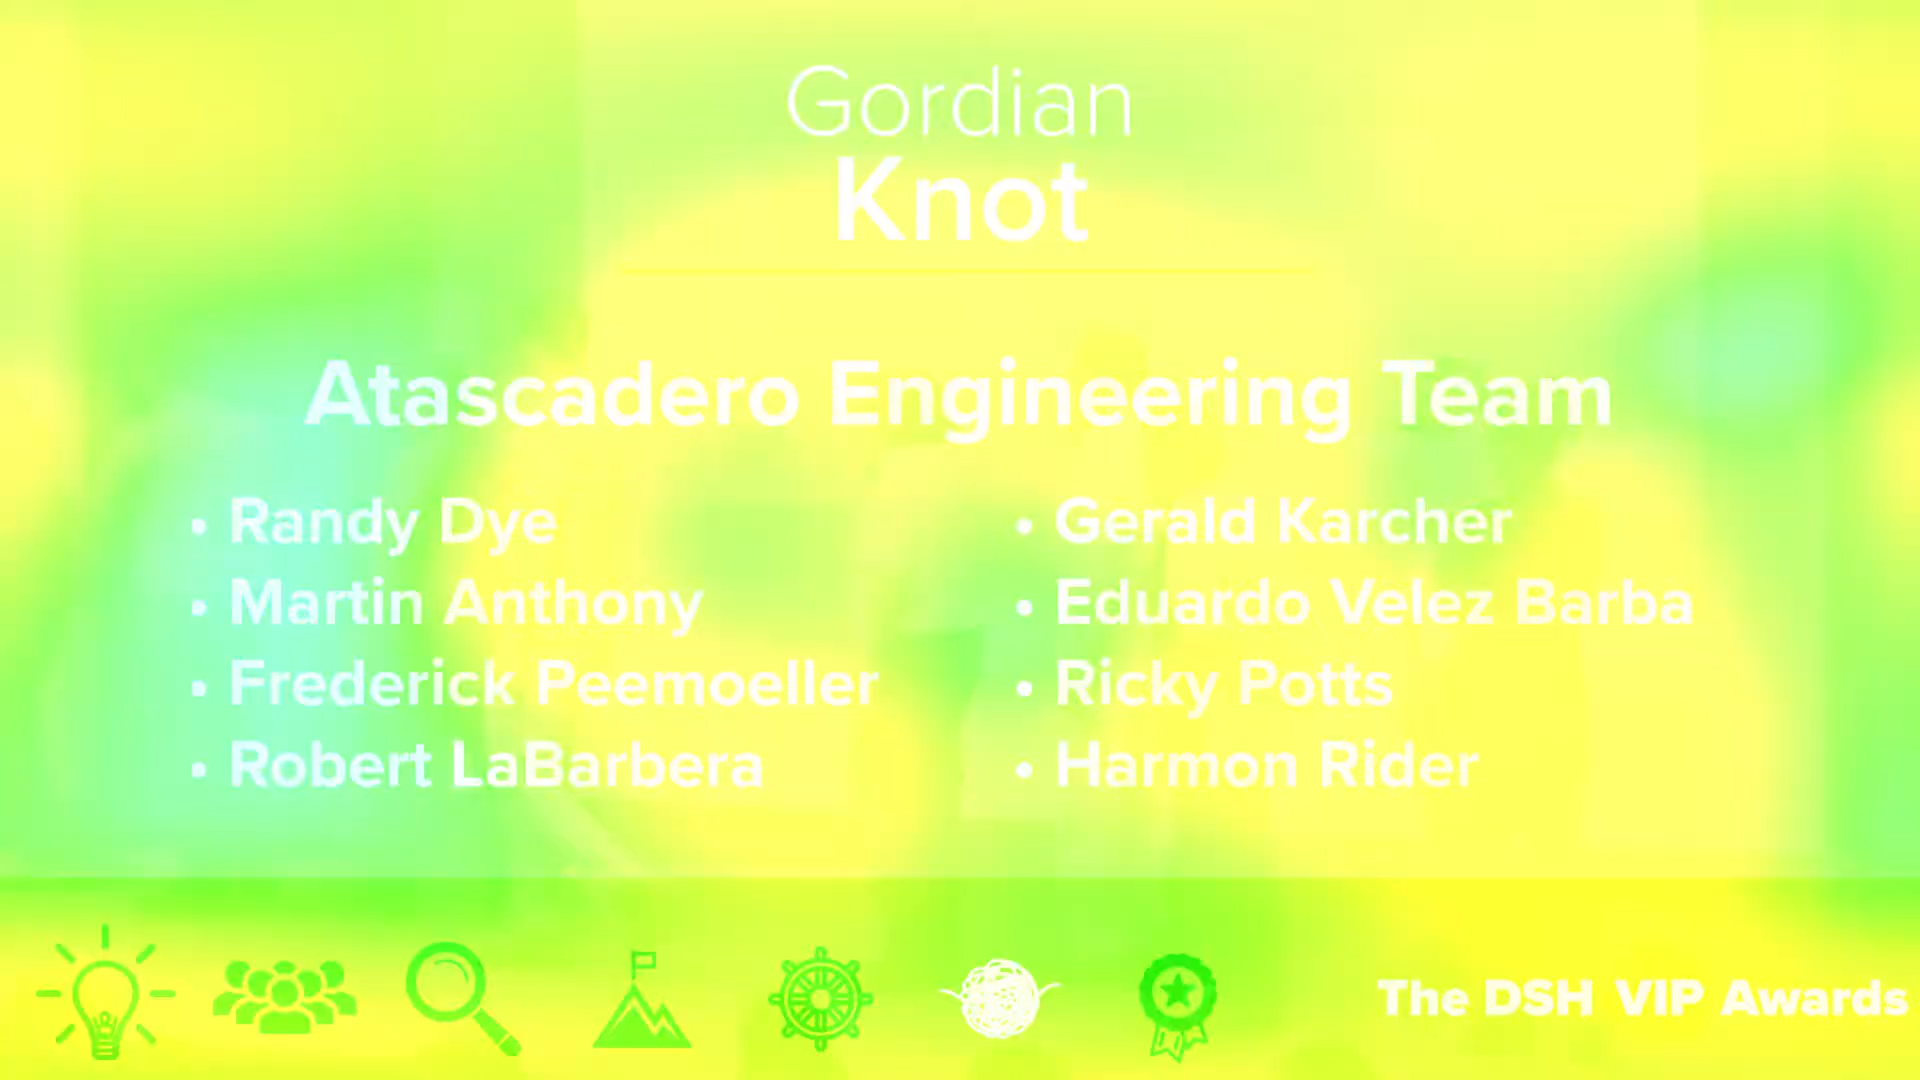 Gordian
Knot
Atascadero Engineering Team
• Randy Dye
• Martin Anthony
• Frederick Peemoeller
• Robert LaBarbera
• Gerald Karcher
• Eduardo Velez Barba
• Ricky Potts
• Harmon Rider
The DSH VIP Awards